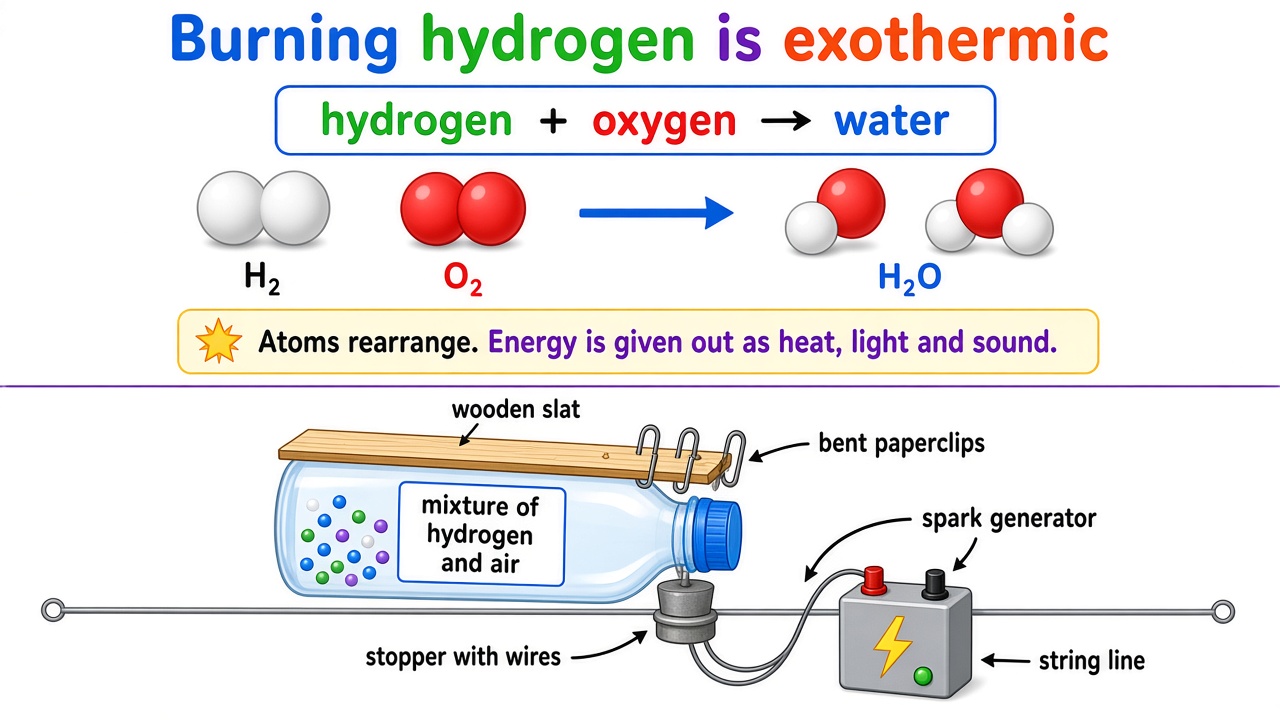 Burning hydrogen is exothermic
hydrogen + oxygen → water
H₂
O₂
H₂O
Atoms rearrange. Energy is given out as heat, light and sound.
wooden slat
bent paperclips
mixture of
hydrogen
and air
spark generator
stopper with wires
string line